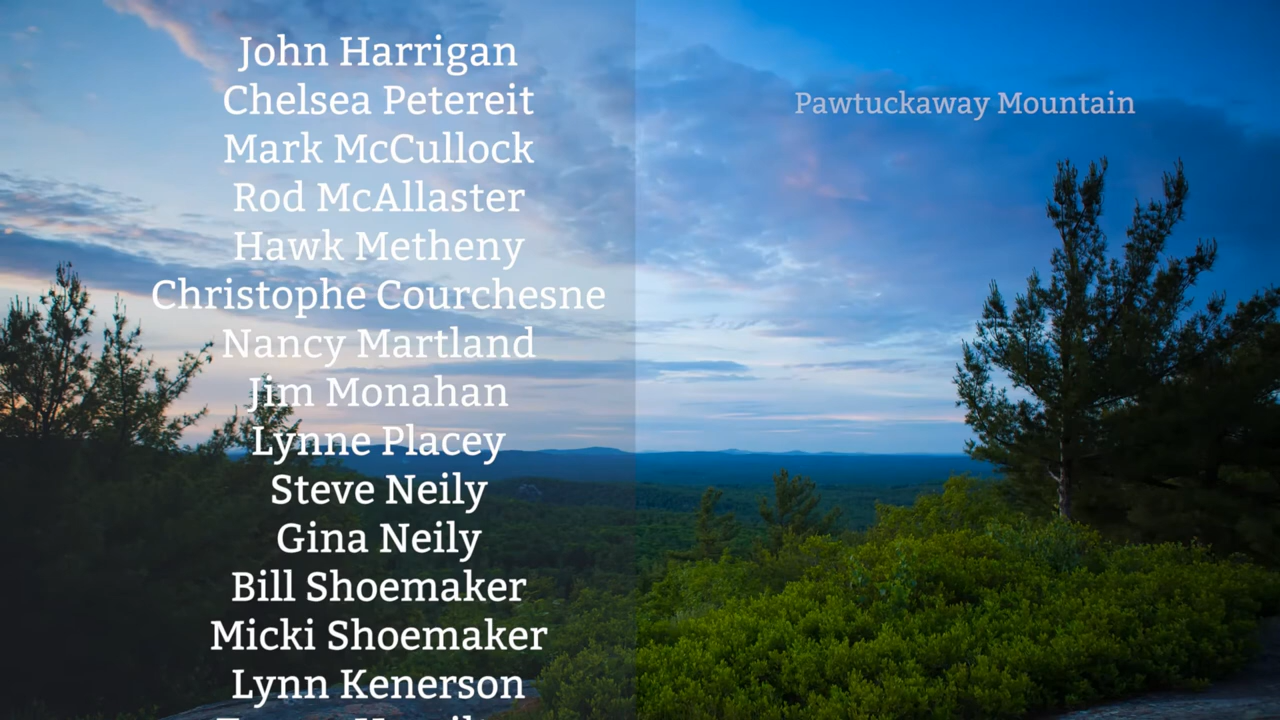 John Harrigan
Chelsea Petereit
Mark McCullock
Rod McAllaster
Hawk Metheny
Christophe Courchesne
Nancy Martland
Jim Monahan
Lynne Placey
Steve Neily
Gina Neily
Bill Shoemaker
Micki Shoemaker
Lynn Kenerson
Pawtuckaway Mountain